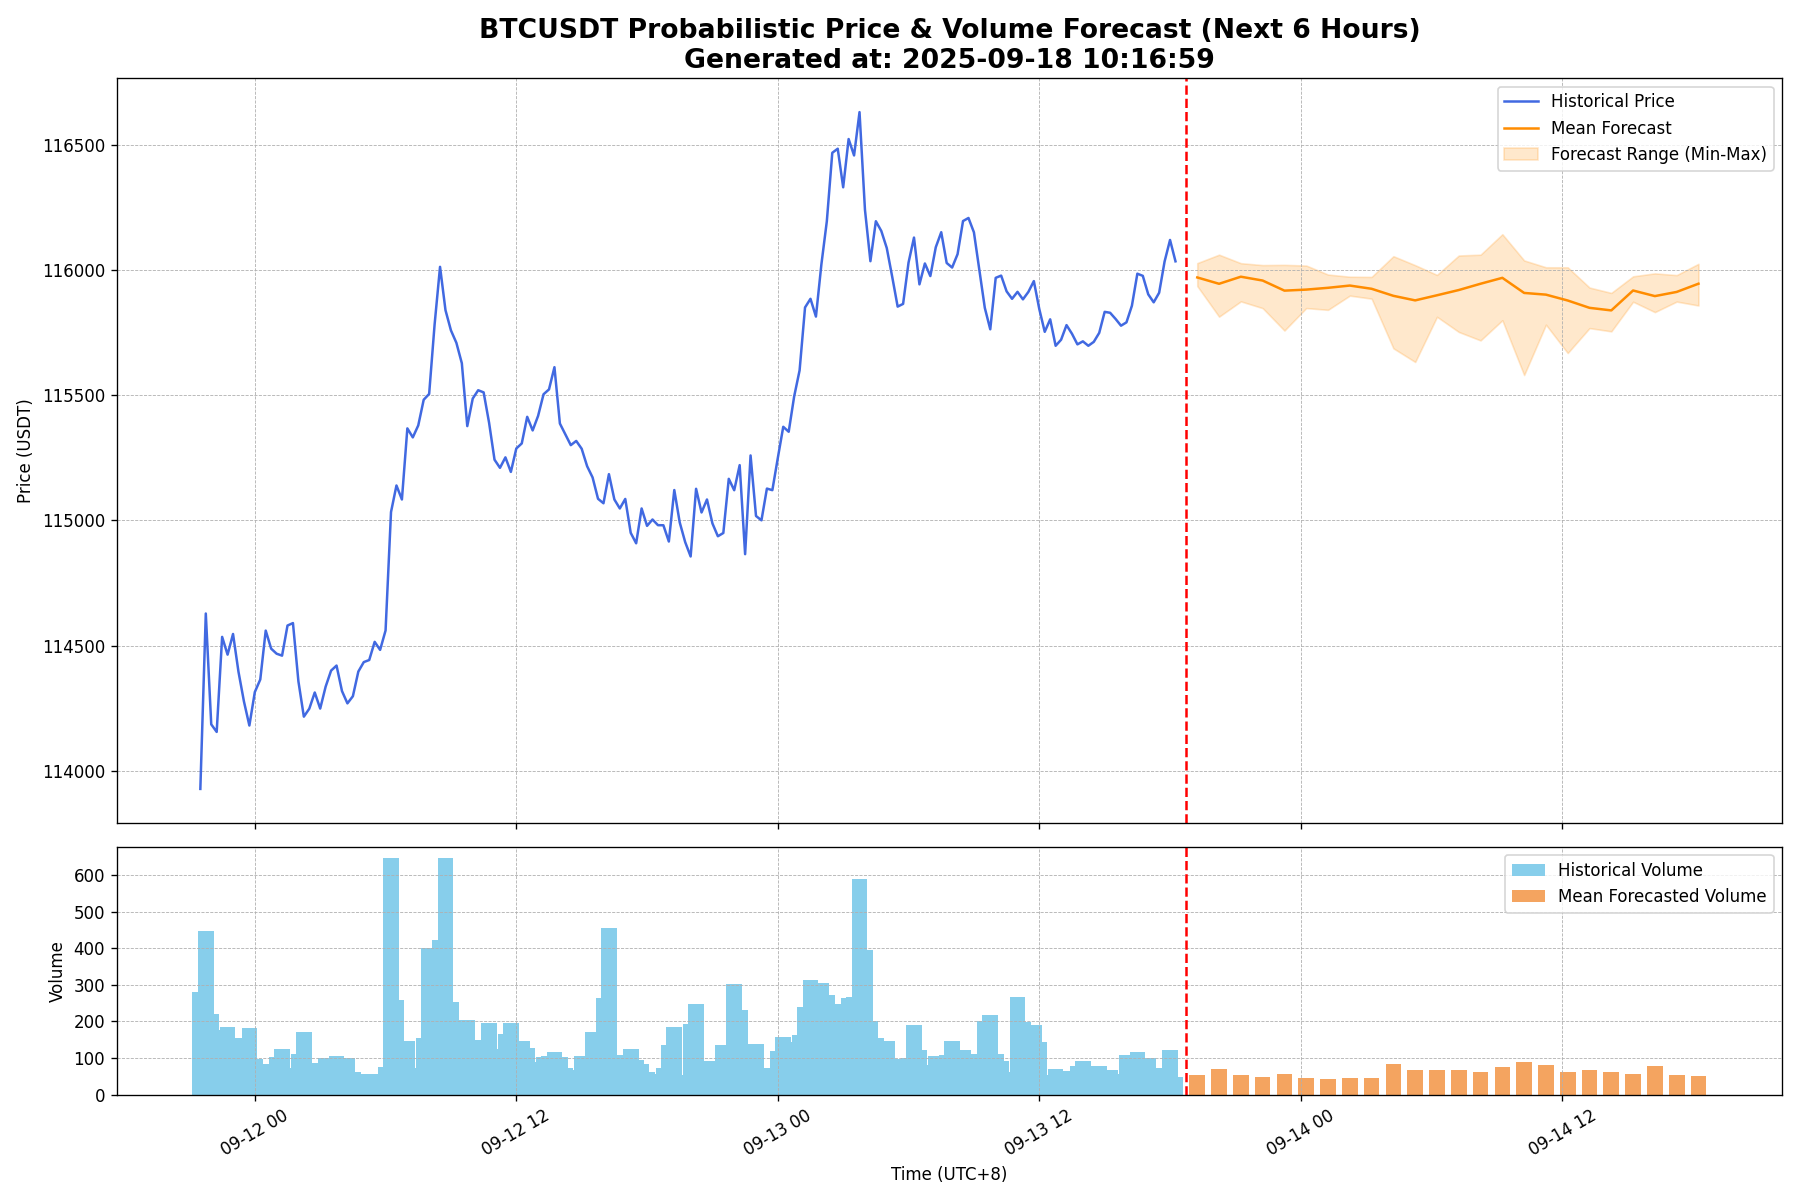 BTCUSDT Probabilistic Price & Volume Forecast (Next 6 Hours)
Generated at: 2025-09-18 10:16:59
Historical Price
Mean Forecast
Forecast Range (Min-Max)
Price (USDT)
116500
116000
115500
115000
114500
114000
Historical Volume
Mean Forecasted Volume
Volume
600
500
400
300
200
100
0
09-12 00
09-12 12
09-13 00
09-13 12
09-14 00
09-14 12
Time (UTC+8)